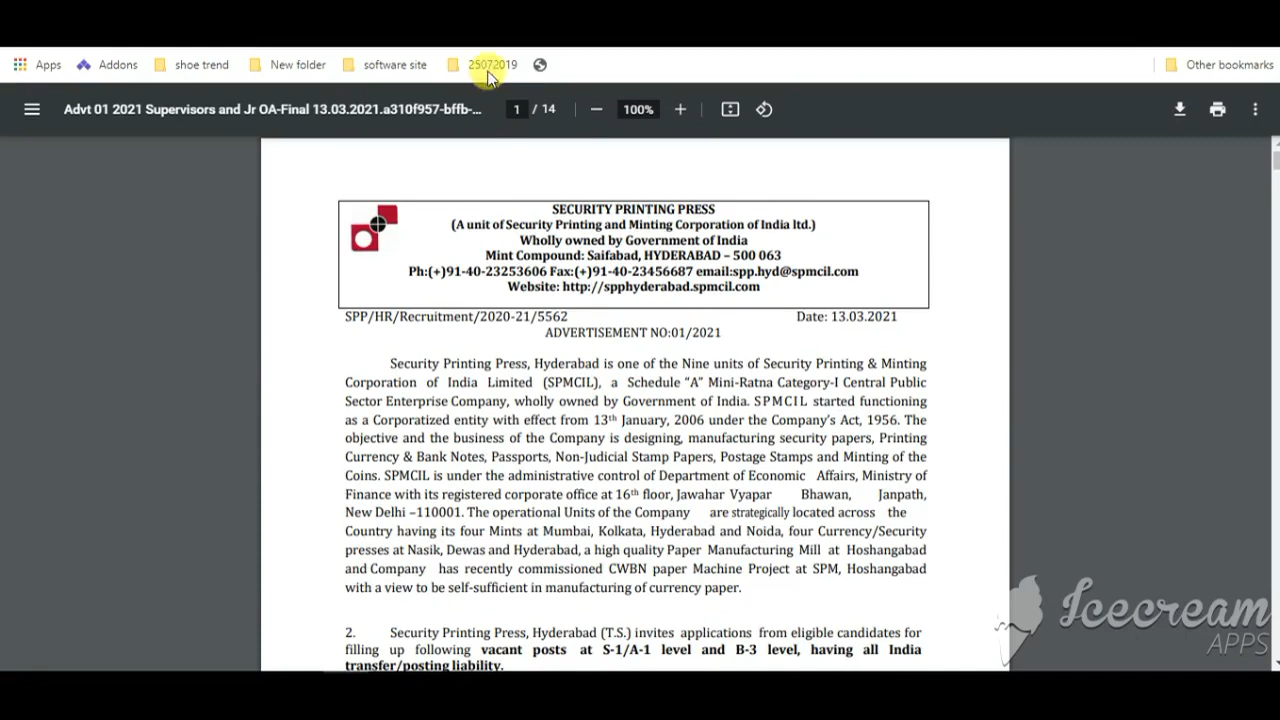 Apps Addons shoe trend New folder software site 25072019 Other bookmarks
Advt 01 2021 Supervisors and Jr OA-Final 13.03.2021.a310f957-bffb-... 1 / 14 — 100% +
SECURITY PRINTING PRESS
(A unit of Security Printing and Minting Corporation of India ltd.)
Wholly owned by Government of India
Mint Compound: Saifabad, HYDERABAD – 500 063
Ph:(+)91-40-23253606 Fax:(+)91-40-23456687 email:spp.hyd@spmcil.com
Website: http://spphyderabad.spmcil.com
SPP/HR/Recruitment/2020-21/5562 Date: 13.03.2021
ADVERTISEMENT NO:01/2021
Security Printing Press, Hyderabad is one of the Nine units of Security Printing & Minting
Corporation of India Limited (SPMCIL), a Schedule “A” Mini-Ratna Category-I Central Public
Sector Enterprise Company, wholly owned by Government of India. SPMCIL started functioning
as a Corporatized entity with effect from 13th January, 2006 under the Company's Act, 1956. The
objective and the business of the Company is designing, manufacturing security papers, Printing
Currency & Bank Notes, Passports, Non-Judicial Stamp Papers, Postage Stamps and Minting of the
Coins. SPMCIL is under the administrative control of Department of Economic Affairs, Ministry of
Finance with its registered corporate office at 16th floor, Jawahar Vyapar Bhawan, Janpath,
New Delhi –110001. The operational Units of the Company are strategically located across the
Country having its four Mints at Mumbai, Kolkata, Hyderabad and Noida, four Currency/Security
presses at Nasik, Dewas and Hyderabad, a high quality Paper Manufacturing Mill at Hoshangabad
and Company has recently commissioned CWBN paper Machine Project at SPM, Hoshangabad
with a view to be self-sufficient in manufacturing of currency paper.
2. Security Printing Press, Hyderabad (T.S.) invites applications from eligible candidates for
filling up following vacant posts at S-1/A-1 level and B-3 level, having all India
transfer/posting liability.
Icecream
APPS